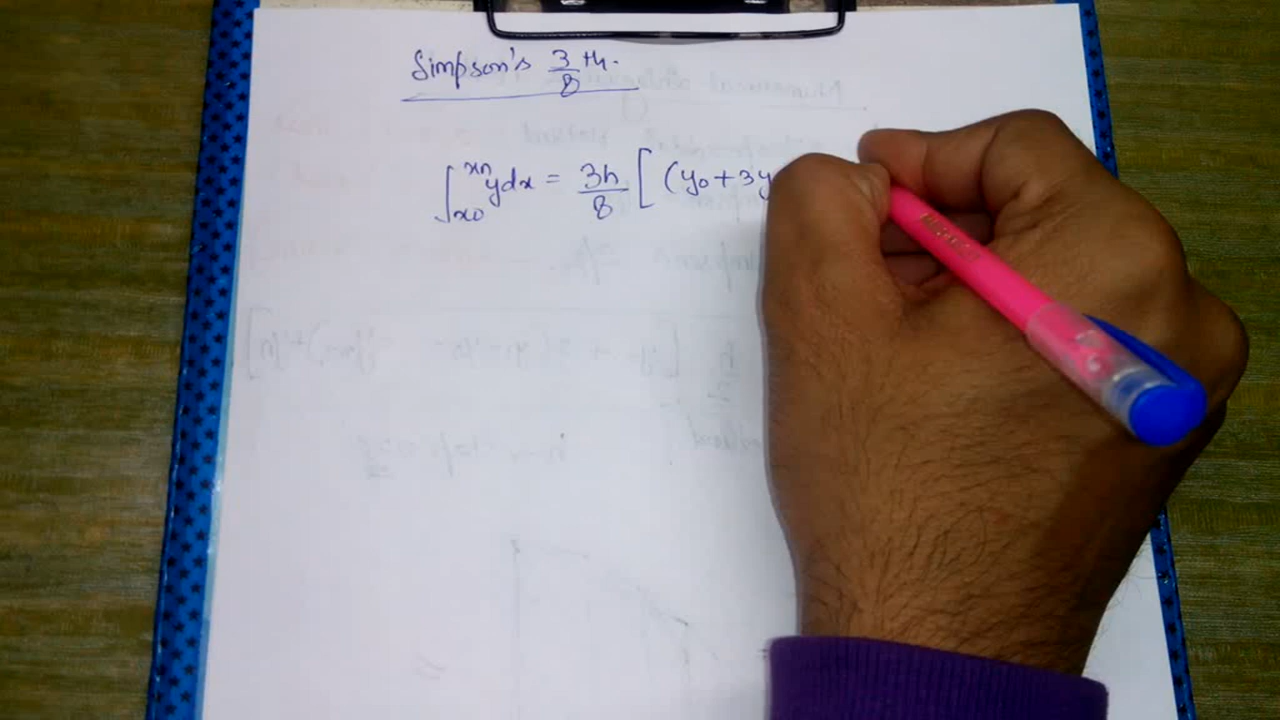 Simpson's 3/8 th.
∫x0^xn ydx = 3h/8 [ (y0 + 3y